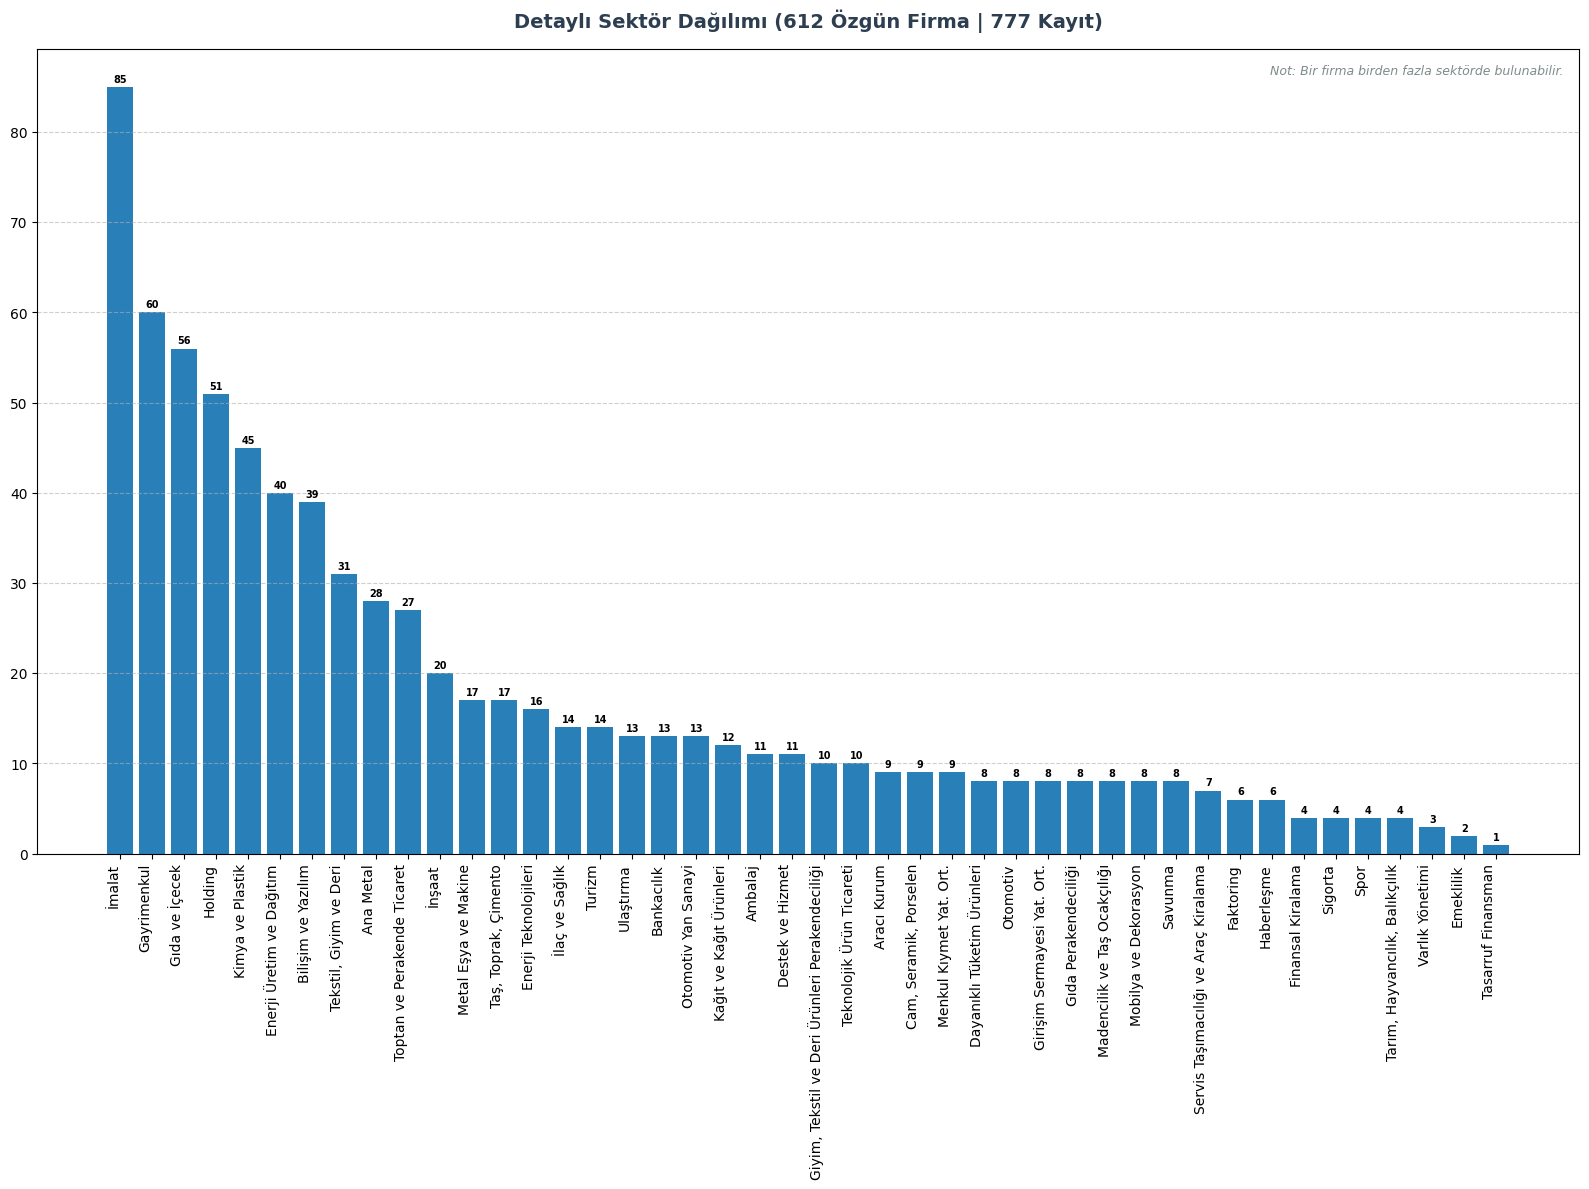 Detaylı Sektör Dağılımı (612 Özgün Firma | 777 Kayıt)
Not: Bir firma birden fazla sektörde bulunabilir.
80
70
60
50
40
30
20
10
0
85
60
56
51
45
40
39
31
28
27
20
17
17
16
14
14
13
13
13
12
11
11
10
10
9
9
9
8
8
8
8
8
8
8
7
6
6
4
4
4
4
3
2
1
İmalat
Gayrimenkul
Gıda ve İçecek
Holding
Kimya ve Plastik
Enerji Üretim ve Dağıtım
Bilişim ve Yazılım
Tekstil, Giyim ve Deri
Ana Metal
Toptan ve Perakende Ticaret
İnşaat
Metal Eşya ve Makine
Taş, Toprak, Çimento
Enerji Teknolojileri
İlaç ve Sağlık
Turizm
Ulaştırma
Bankacılık
Otomotiv Yan Sanayi
Kağıt ve Kağıt Ürünleri
Ambalaj
Destek ve Hizmet
Giyim, Tekstil ve Deri Ürünleri Perakendeciliği
Teknolojik Ürün Ticareti
Aracı Kurum
Cam, Seramik, Porselen
Menkul Kıymet Yat. Ort.
Dayanıklı Tüketim Ürünleri
Otomotiv
Girişim Sermayesi Yat. Ort.
Gıda Perakendeciliği
Madencilik ve Taş Ocakçılığı
Mobilya ve Dekorasyon
Savunma
Servis Taşımacılığı ve Araç Kiralama
Faktoring
Haberleşme
Finansal Kiralama
Sigorta
Spor
Tarım, Hayvancılık, Balıkçılık
Varlık Yönetimi
Emeklilik
Tasarruf Finansman